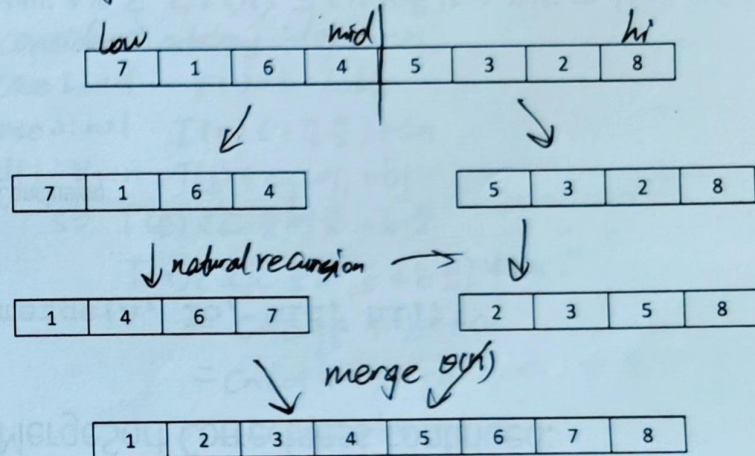 low mid hi
7 1 6 4 5 3 2 8
7 1 6 4 5 3 2 8
natural recursion
1 4 6 7 2 3 5 8
merge θ(n)
1 2 3 4 5 6 7 8